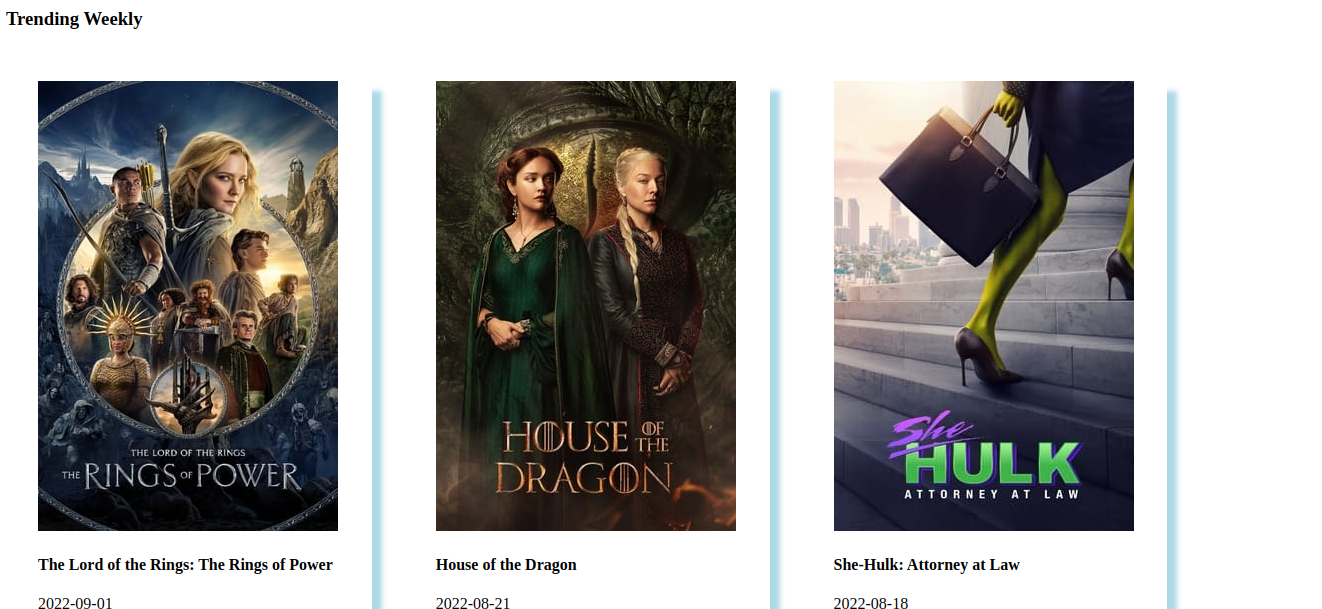 Trending Weekly
THE LORD OF THE RINGS
THE RINGS OF POWER
HOUSE OF THE
DRAGON
She
HULK
ATTORNEY AT LAW
The Lord of the Rings: The Rings of Power
House of the Dragon
She-Hulk: Attorney at Law
2022-09-01
2022-08-21
2022-08-18